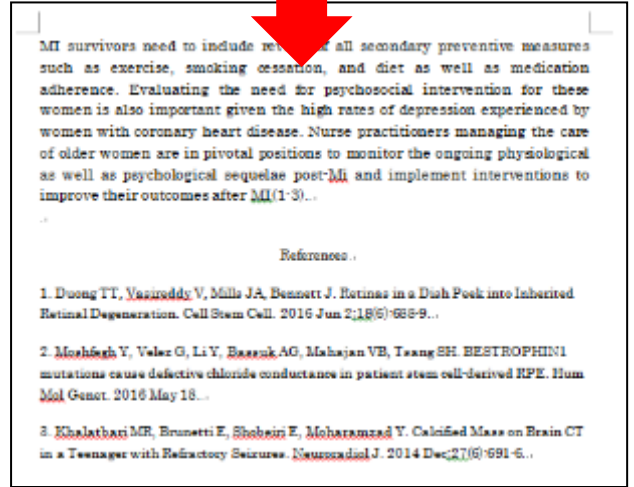 MI survivors need to include all secondary preventive measures
such as exercise, smoking cessation, and diet as well as medication
adherence. Evaluating the need for psychosocial intervention for these
women is also important given the high rates of depression experienced by
women with coronary heart disease. Nurse practitioners managing the care
of older women are in pivotal positions to monitor the ongoing physiological
as well as psychological sequelae post-Mi and implement interventions to
improve their outcomes after MI(1-3).
References
1. Duong TT, Vasireddy V, Mills JA, Bennett J. Retinas in a Dish Peek into Inherited
Retinal Degeneration. Cell Stem Cell. 2016 Jun 2;18(6):688-9.
2. Moshfegh Y, Velez G, Li Y, Bassuk AG, Mahajan VB, Tsang SH. BESTROPHIN1
mutations cause defective chloride conductance in patient stem cell-derived RPE. Hum
Mol Genet. 2016 May 18.
3. Khalatbari MR, Brunetti E, Shobeiri E, Moharamzad Y. Calcified Mass on Brain CT
in a Teenager with Refractory Seizures. Neuroradiol J. 2014 Dec;27(6):691-6.